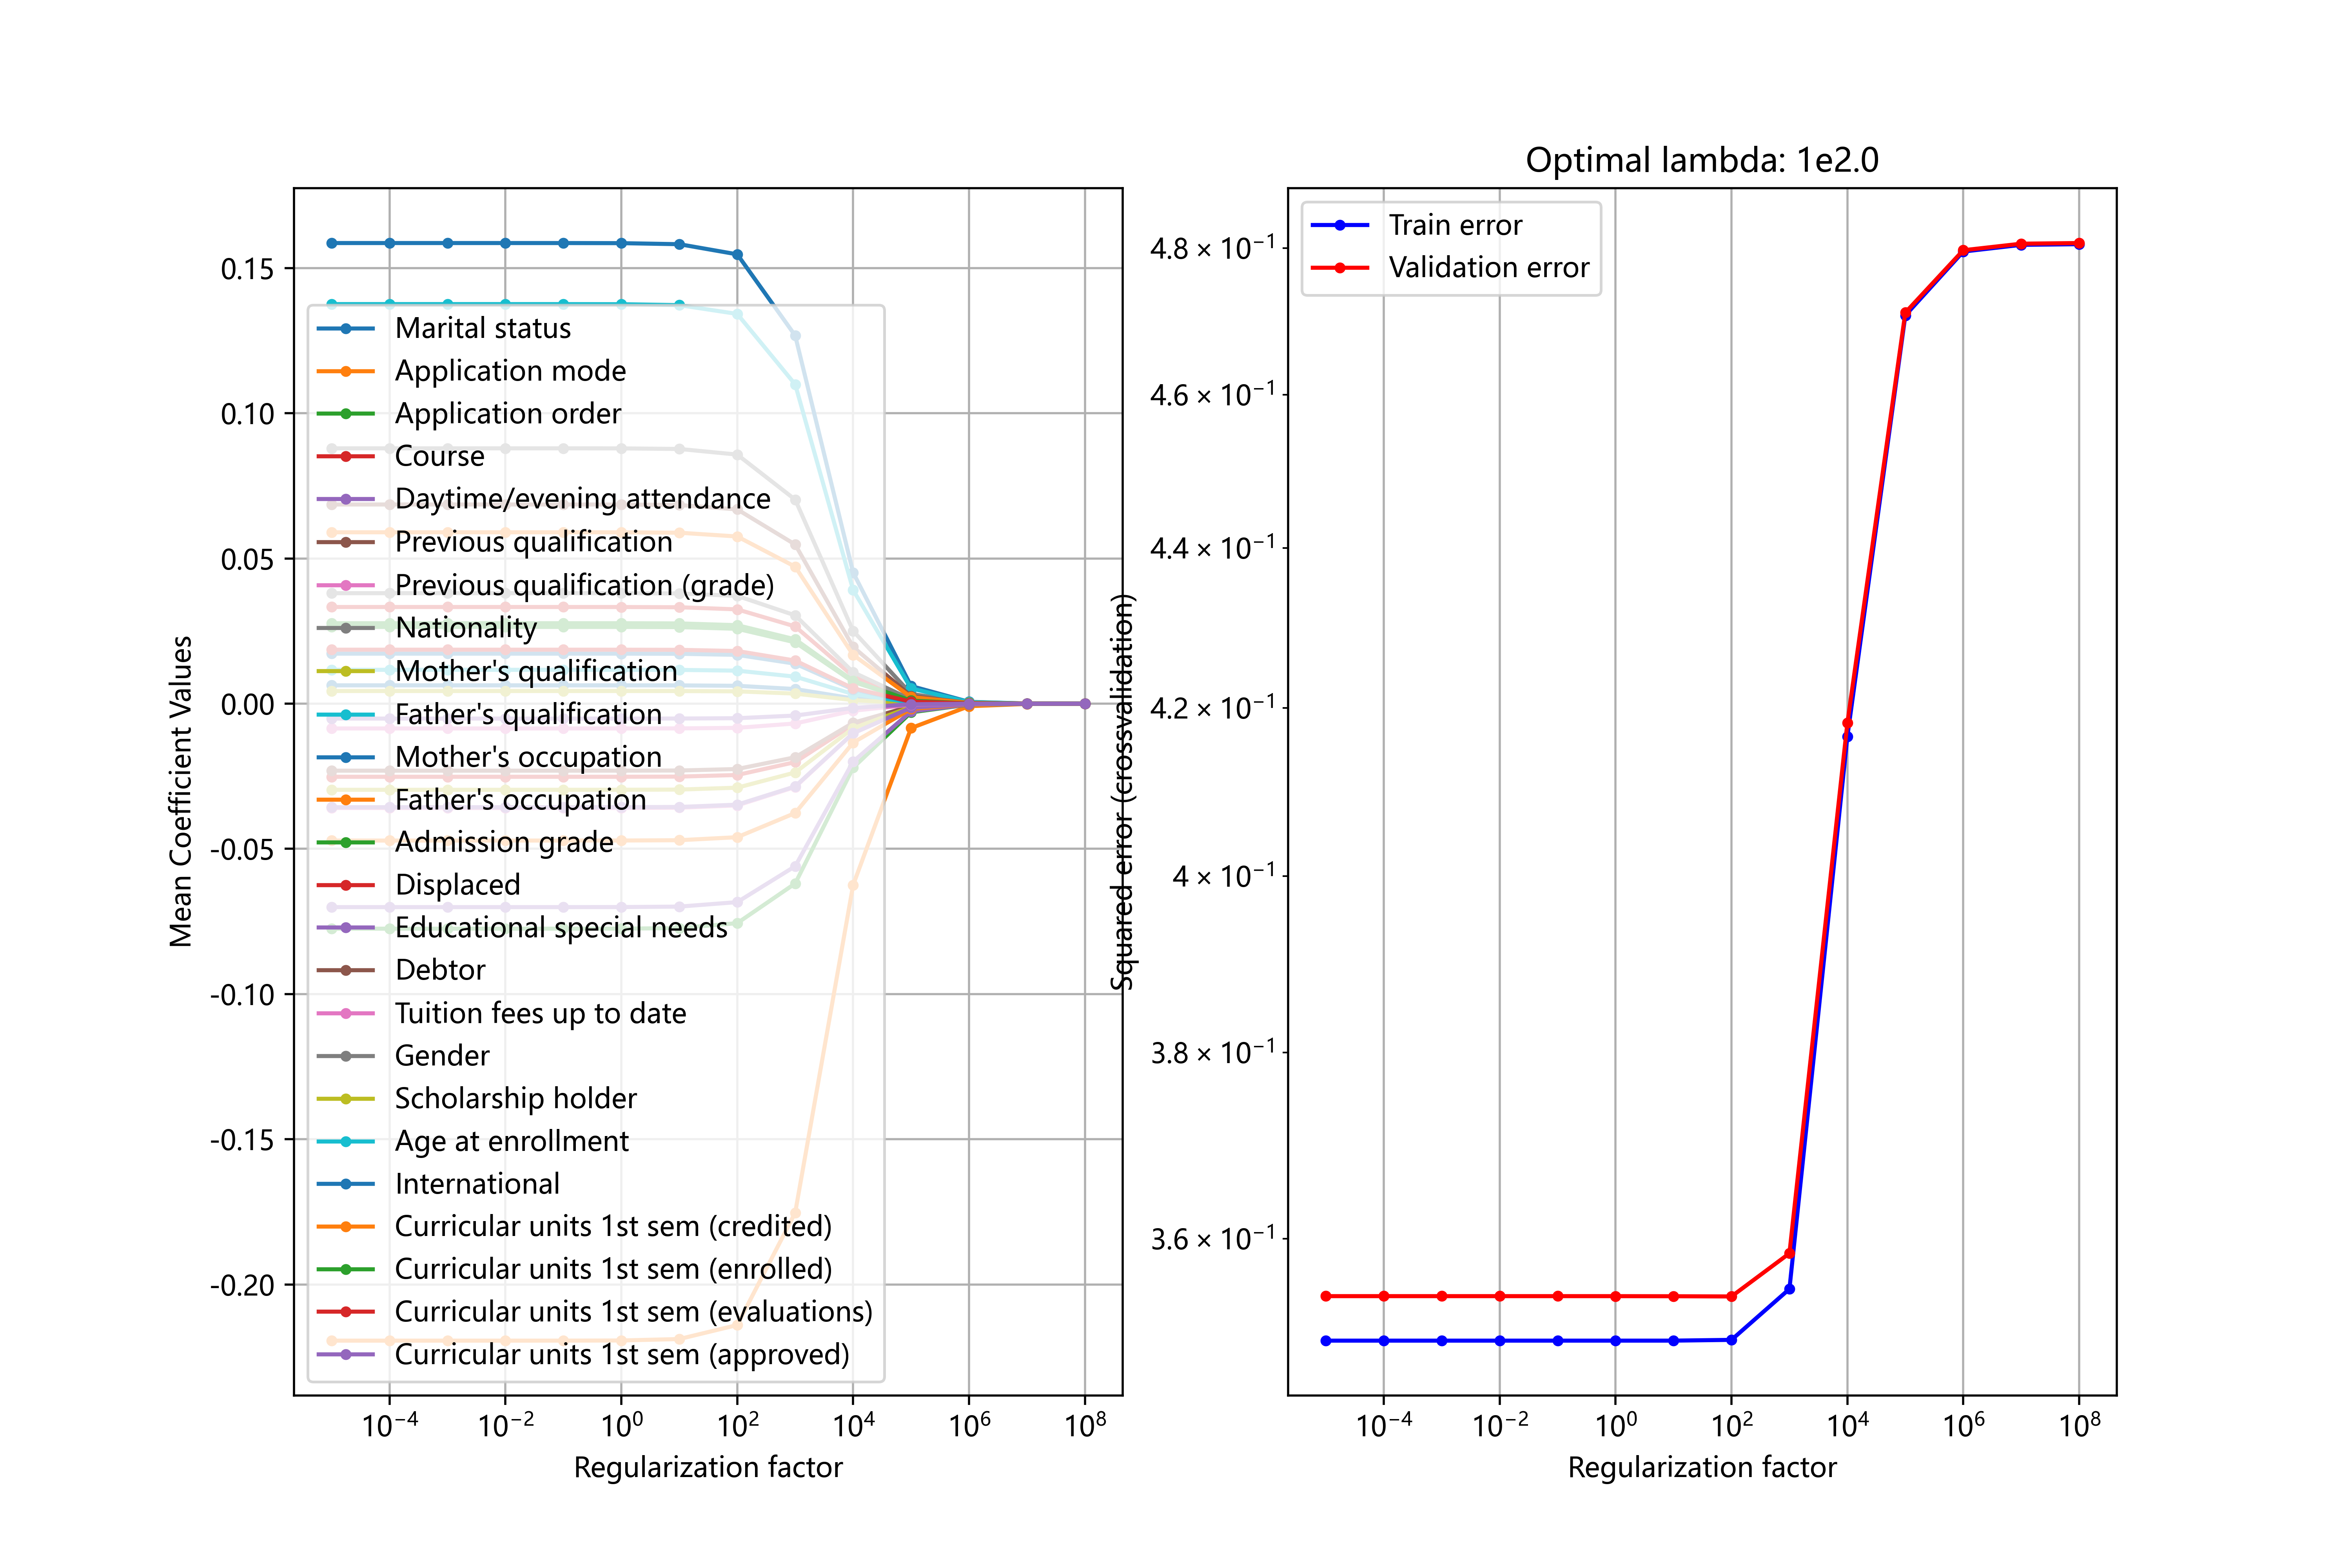 0.15
0.10
0.05
0.00
-0.05
-0.10
-0.15
-0.20
Mean Coefficient Values
Marital status
Application mode
Application order
Course
Daytime/evening attendance
Previous qualification
Previous qualification (grade)
Nationality
Mother's qualification
Father's qualification
Mother's occupation
Father's occupation
Admission grade
Displaced
Educational special needs
Debtor
Tuition fees up to date
Gender
Scholarship holder
Age at enrollment
International
Curricular units 1st sem (credited)
Curricular units 1st sem (enrolled)
Curricular units 1st sem (evaluations)
Curricular units 1st sem (approved)
10⁻⁴ 10⁻² 10⁰ 10² 10⁴ 10⁶ 10⁸
Regularization factor
Optimal lambda: 1e2.0
Train error
Validation error
4.8 × 10⁻¹
4.6 × 10⁻¹
4.4 × 10⁻¹
4.2 × 10⁻¹
4 × 10⁻¹
3.8 × 10⁻¹
3.6 × 10⁻¹
Squared error (crossvalidation)
10⁻⁴ 10⁻² 10⁰ 10² 10⁴ 10⁶ 10⁸
Regularization factor